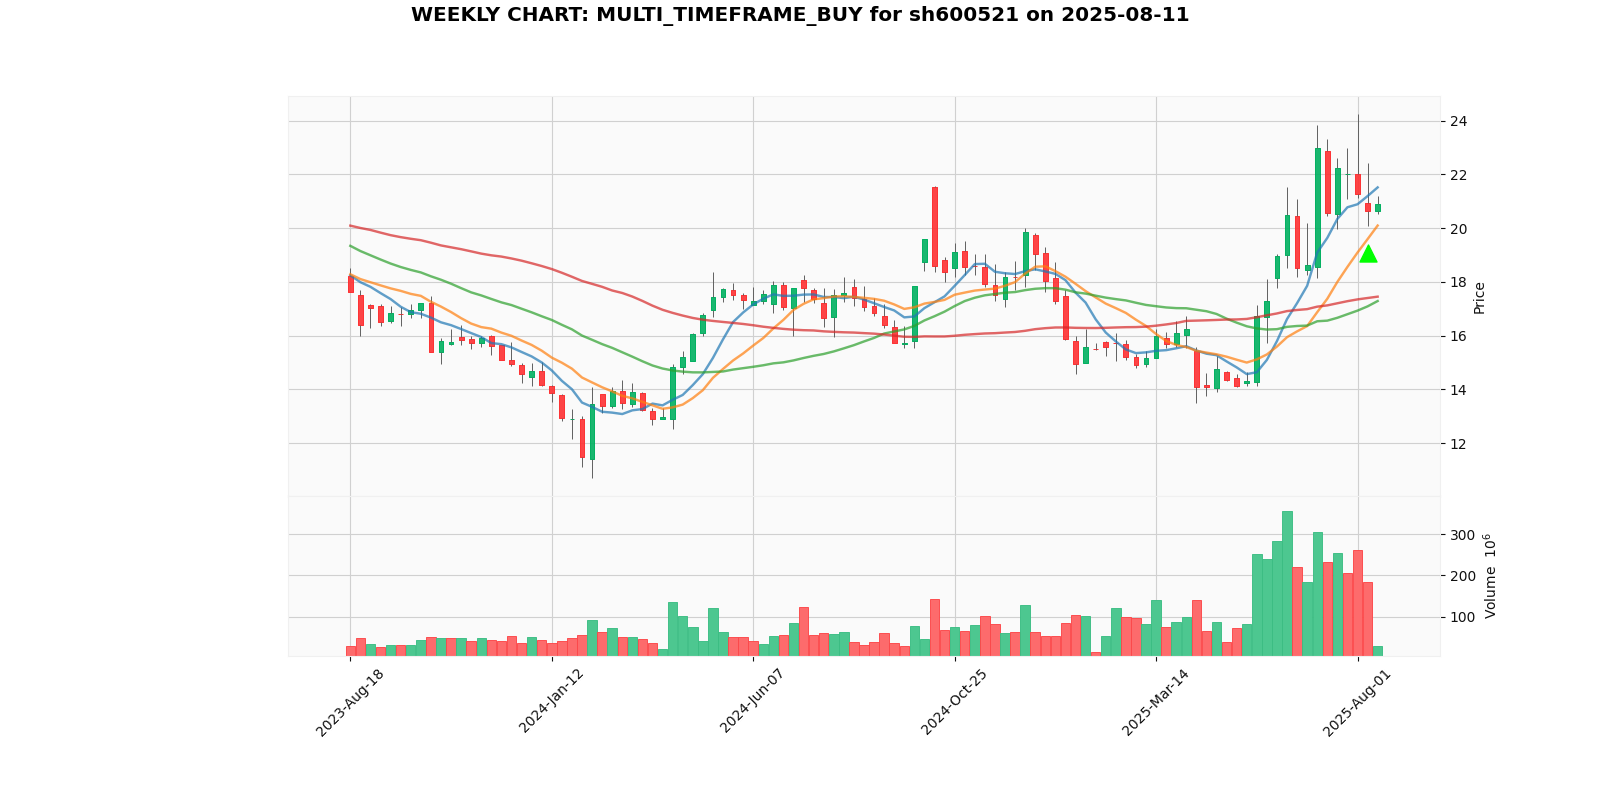 WEEKLY CHART: MULTI_TIMEFRAME_BUY for sh600521 on 2025-08-11
24
22
20
18
16
14
12
Price
300
200
100
Volume 10⁶
2023-Aug-18
2024-Jan-12
2024-Jun-07
2024-Oct-25
2025-Mar-14
2025-Aug-01